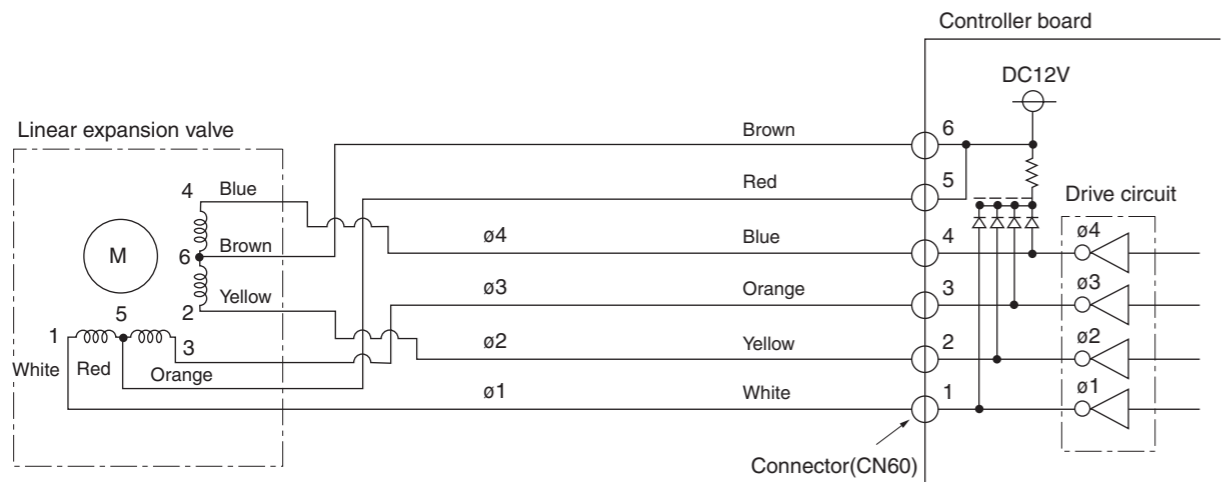 Controller board
DC12V
Linear expansion valve
Brown 6
Red 5
Drive circuit
4 Blue
ø4 Blue 4 ø4
M 6 Brown
ø3 Orange 3 ø3
2 Yellow
5
1 3
ø2 Yellow 2 ø2
White Red Orange
ø1 White 1 ø1
Connector(CN60)